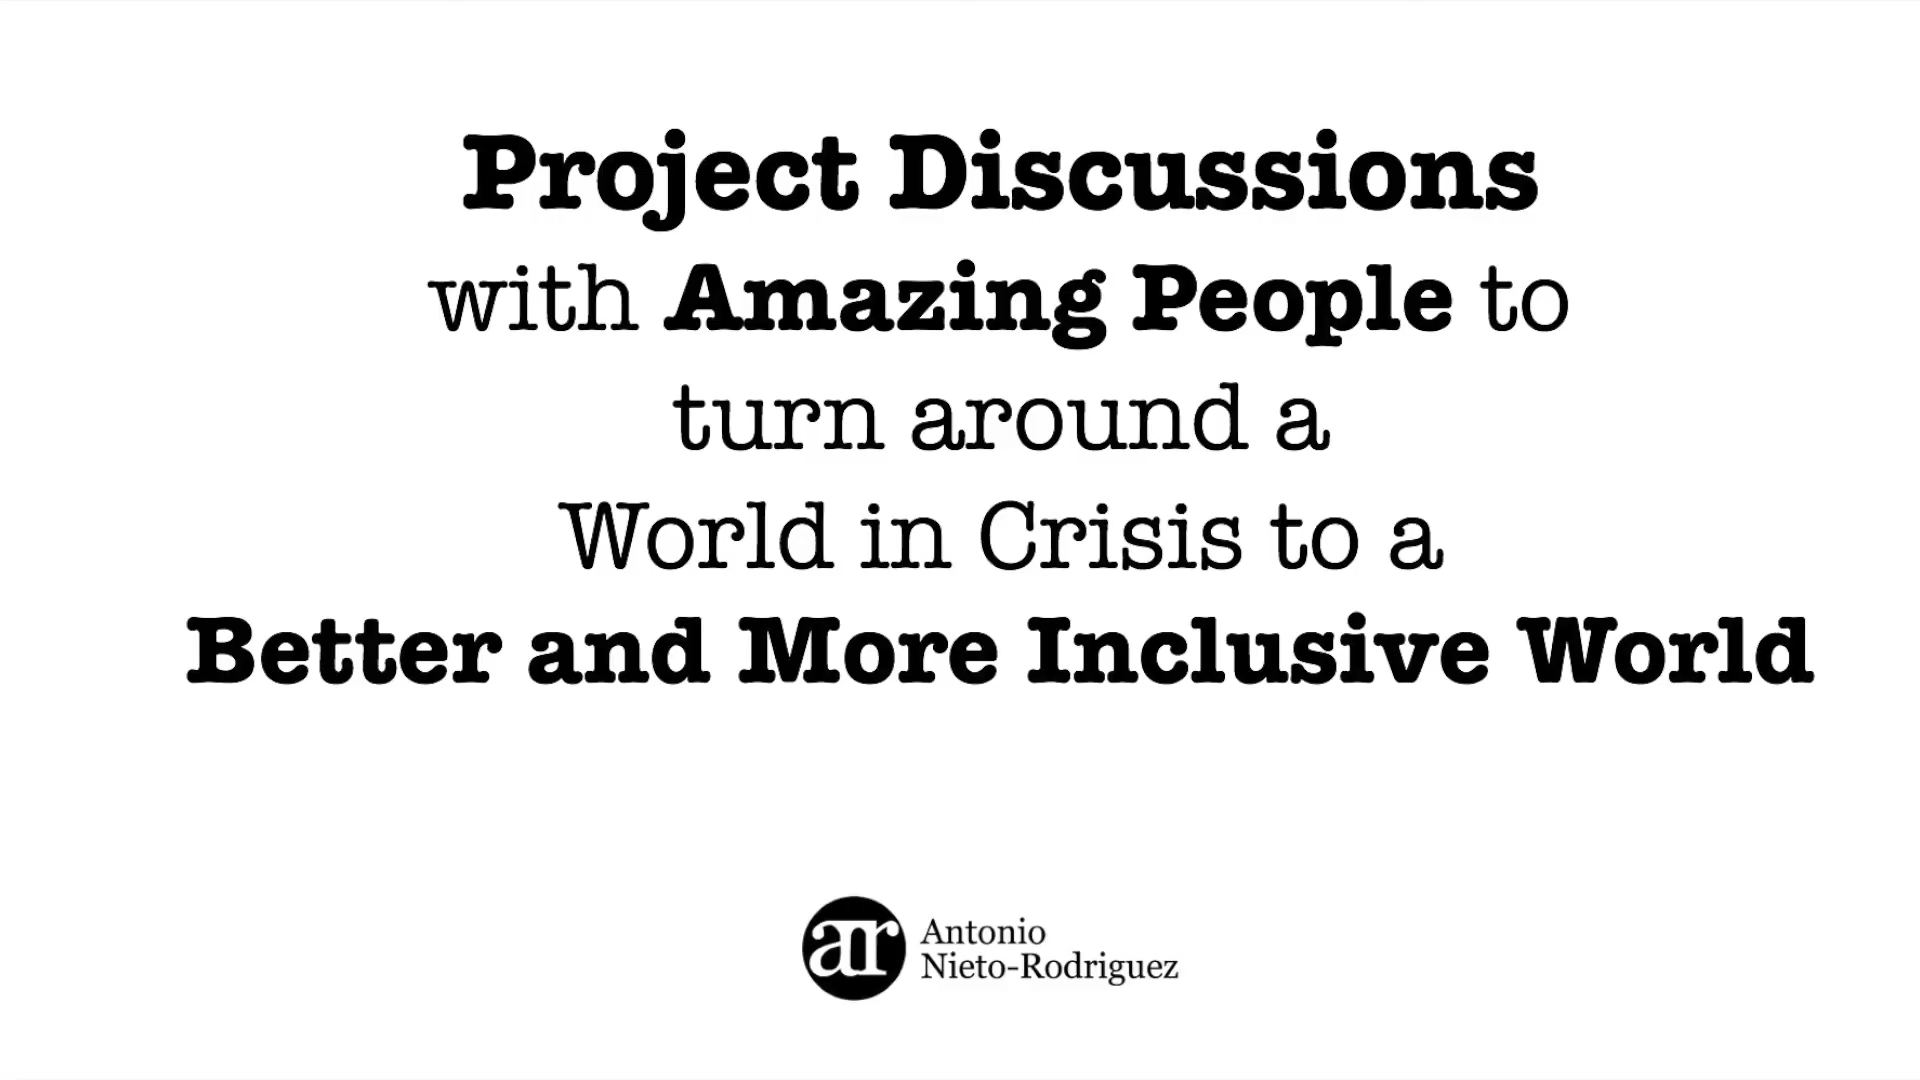 Project Discussions
with Amazing People to
turn around a
World in Crisis to a
Better and More Inclusive World
ar
Antonio
Nieto-Rodriguez